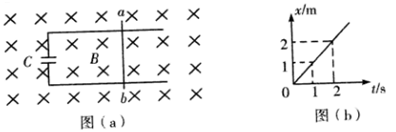 × × × × a × × ×
× × × × × × ×
C × × B × × × ×
× × × × b × × ×
图(a)
x/m
2
1
0 1 2 t/s
图(b)